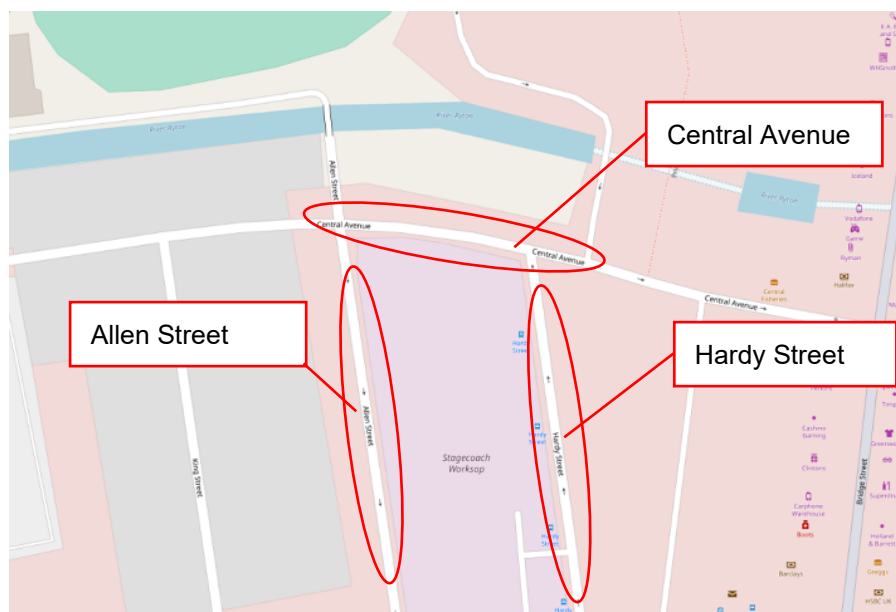 E. A. B
WHSmith
Central Avenue
River Ryton
River Ryton
Allen Street
Iceland
River Ryton
Vodafone
Central Avenue
Game
Central Avenue
Ryman
Halifax
Central
Fisheries
Central Avenue →
Allen Street
Hardy
Street
Hardy Street
Cashino
Gaming
Allen Street
Hardy
Street
Hardy Street
Clintons
King Street
Stagecoach
Worksop
Bridge Street
Carphone
Warehouse
Boots
Hardy
Street
Holland
& Barrett
Barclays
Greggs
HSBC UK
Hardy